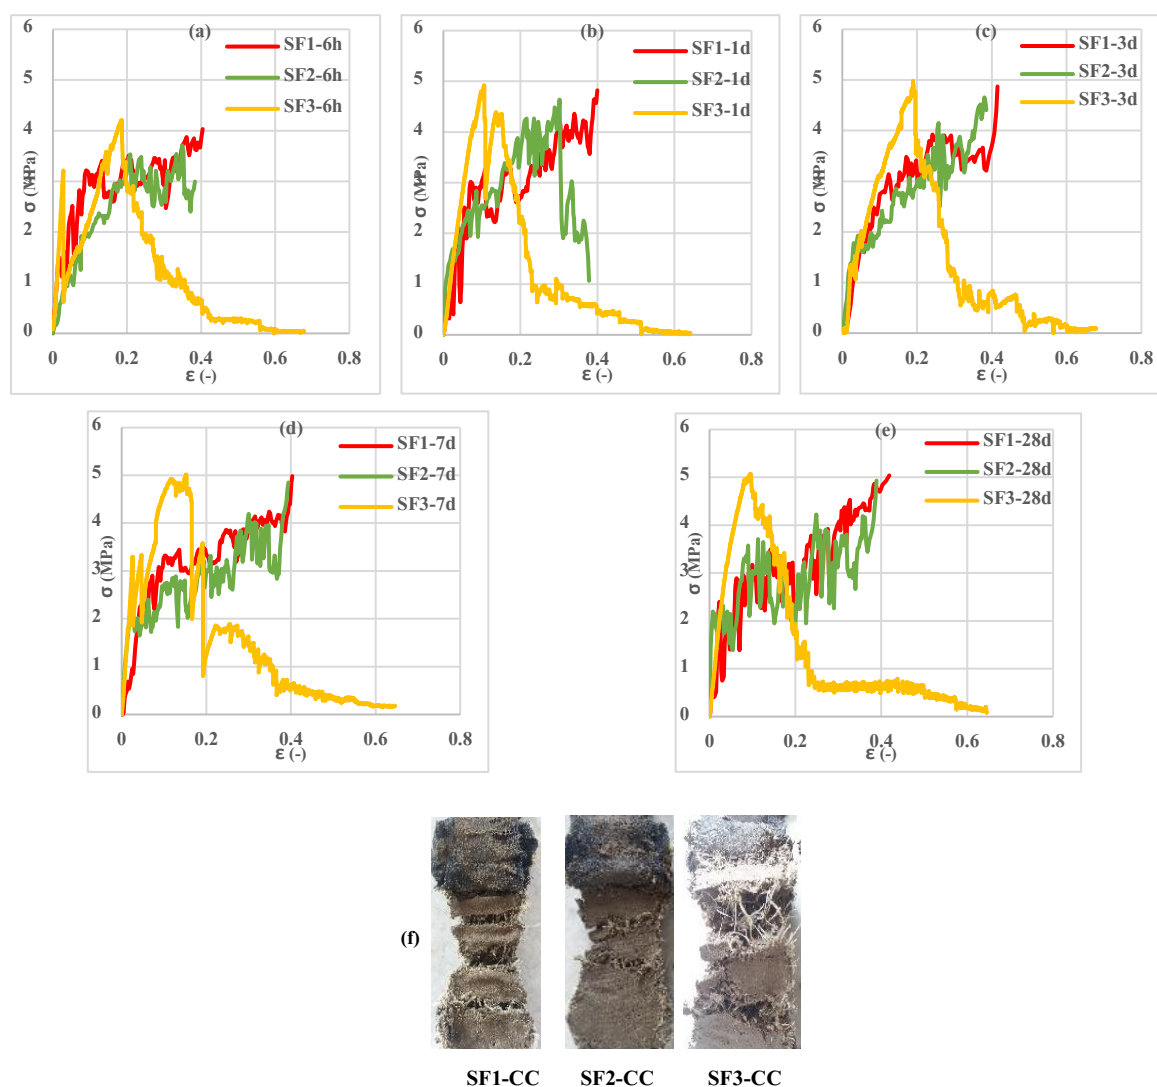 (a)
SF1-6h
SF2-6h
SF3-6h
6
5
4
3
2
1
0
σ (MPa)
0 0.2 0.4 0.6 0.8
ε (-)
(b)
SF1-1d
SF2-1d
SF3-1d
6
5
4
3
2
1
0
σ (MPa)
0 0.2 0.4 0.6 0.8
ε (-)
(c)
SF1-3d
SF2-3d
SF3-3d
6
5
4
3
2
1
0
σ (MPa)
0 0.2 0.4 0.6 0.8
ε (-)
(d)
SF1-7d
SF2-7d
SF3-7d
6
5
4
3
2
1
0
σ (MPa)
0 0.2 0.4 0.6 0.8
ε (-)
(e)
SF1-28d
SF2-28d
SF3-28d
6
5
4
3
2
1
0
σ (MPa)
0 0.2 0.4 0.6 0.8
ε (-)
(f)
SF1-CC SF2-CC SF3-CC